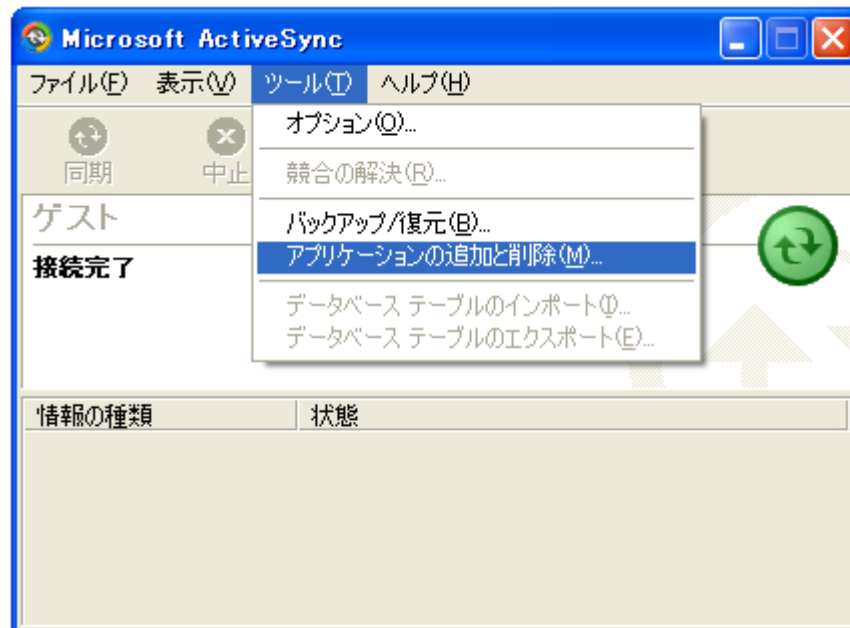 Microsoft ActiveSync
ファイル(F) 表示(V) ツール(T) ヘルプ(H)
オプション(O)...
競合の解決(R)...
バックアップ/復元(B)...
アプリケーションの追加と削除(M)...
データベース テーブルのインポート(I)...
データベース テーブルのエクスポート(E)...
同期 中止
ゲスト
接続完了
情報の種類 状態